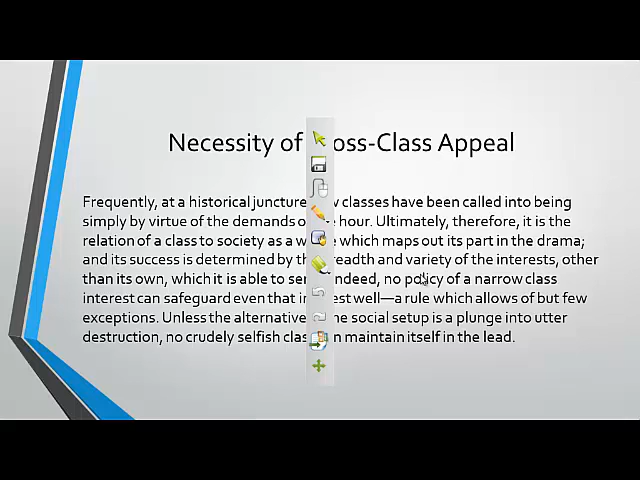 Necessity of oss-Class Appeal
Frequently, at a historical juncture w classes have been called into being
simply by virtue of the demands o e hour. Ultimately, therefore, it is the
relation of a class to society as a w e which maps out its part in the drama;
and its success is determined by th readth and variety of the interests, other
than its own, which it is able to se Indeed, no policy of a narrow class
interest can safeguard even that in est well—a rule which allows of but few
exceptions. Unless the alternative he social setup is a plunge into utter
destruction, no crudely selfish clas n maintain itself in the lead.